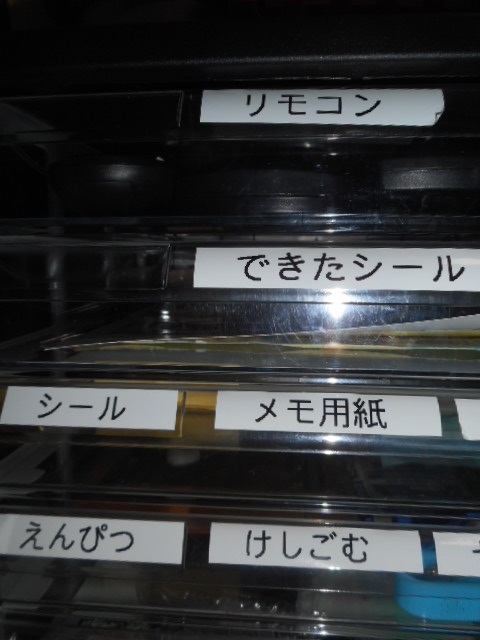 リモコン
できたシール
シール
メモ用紙
えんぴつ
けしごむ